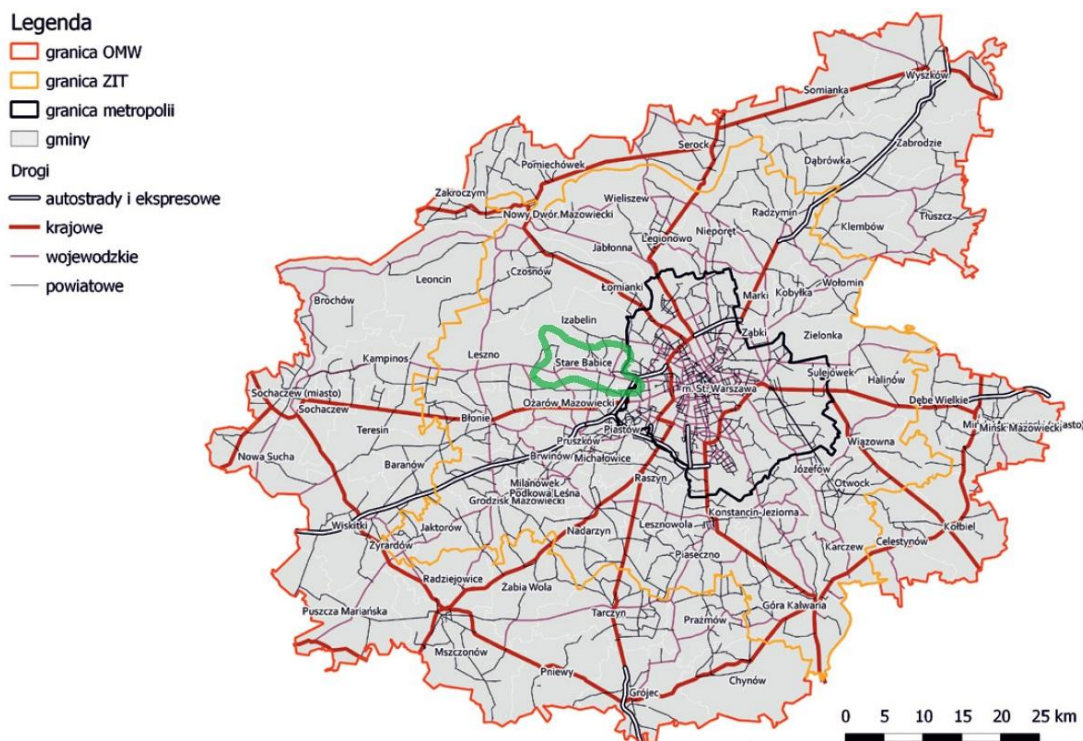 Legenda
granica OMW
granica ZIT
granica metropolii
gminy
Drogi
autostrady i ekspresowe
krajowe
wojewodzkie
powiatowe
Wyszków
Somianka
Zabrodzie
Serock
Dąbrówka
Pomiechówek
Zakroczym
Wieliszew
Radzymin
Tłuszcz
Nowy Dwór Mazowiecki
Nieporęt
Klembów
Legionowo
Jabłonna
Czosnów
Leoncin
Wołomin
Łomianki
Marki
Kobyłka
Brochów
Izabelin
Ząbki
Zielonka
Leszno
Kampinos
Stare Babice
Sulejówek
Halinów
Sochaczew (miasto)
m. St. Warszawa
Ożarów Mazowiecki
Dębe Wielkie
Sochaczew
Błonie
Teresin
Piastów
Mińsk Mazowiecki
Pruszków
Wiązowna
Nowa Sucha
Brwinów
Michałowice
Baranów
Józefów
Milanówek
Raszyn
Otwock
Podkowa Leśna
Grodzisk Mazowiecki
Konstancin-Jeziorna
Wiskitki
Jaktorów
Nadarzyn
Lesznowola
Kołbiel
Celestynów
Żyrardów
Karczew
Piaseczno
Radziejowice
Żabia Wola
Puszcza Mariańska
Tarczyn
Góra Kalwaria
Prażmów
Mszczonów
Pniewy
Chynów
Grójec
0 5 10 15 20 25 km